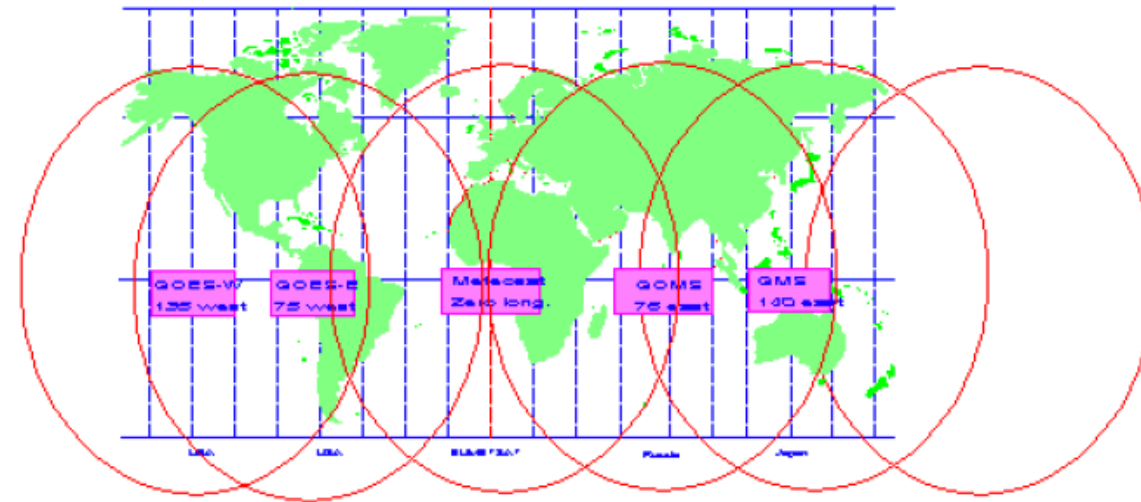 GOES-W
135 west
GOES-E
75 west
Meteosat
Zero long.
GOMS
76 east
GMS
140 east
USA
USA
EUMETSAT
Russia
Japan